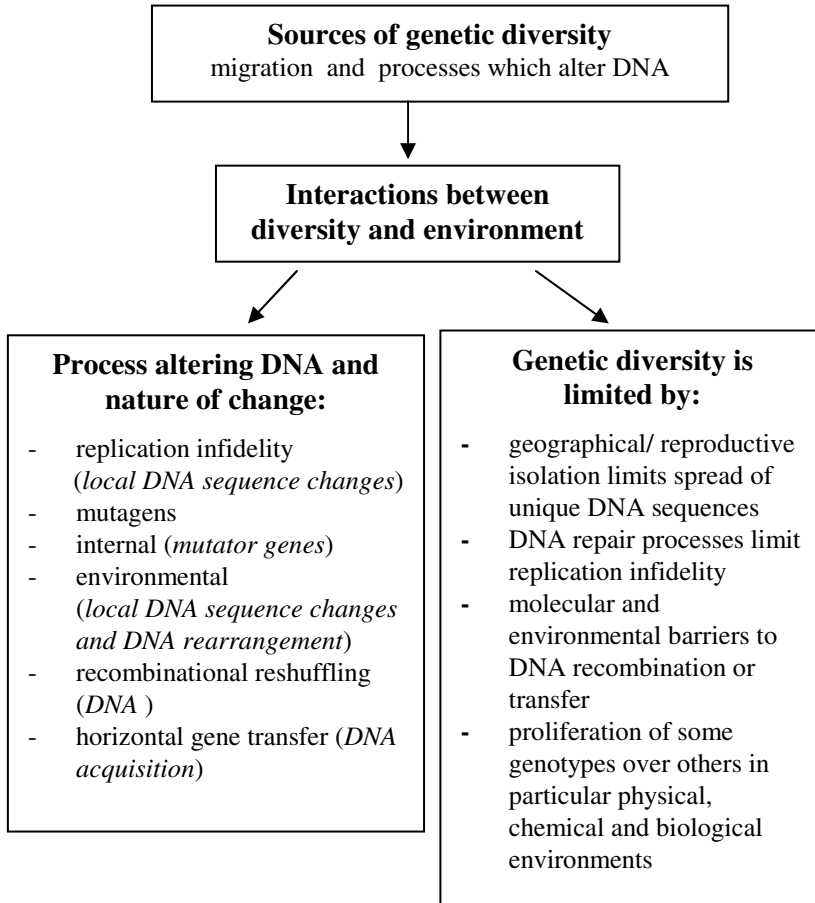 Sources of genetic diversity
migration and processes which alter DNA
Interactions between
diversity and environment
Process altering DNA and
nature of change:
- replication infidelity
(local DNA sequence changes)
- mutagens
- internal (mutator genes)
- environmental
(local DNA sequence changes
and DNA rearrangement)
- recombinational reshuffling
(DNA )
- horizontal gene transfer (DNA
acquisition)
Genetic diversity is
limited by:
- geographical/ reproductive
isolation limits spread of
unique DNA sequences
- DNA repair processes limit
replication infidelity
- molecular and
environmental barriers to
DNA recombination or
transfer
- proliferation of some
genotypes over others in
particular physical,
chemical and biological
environments